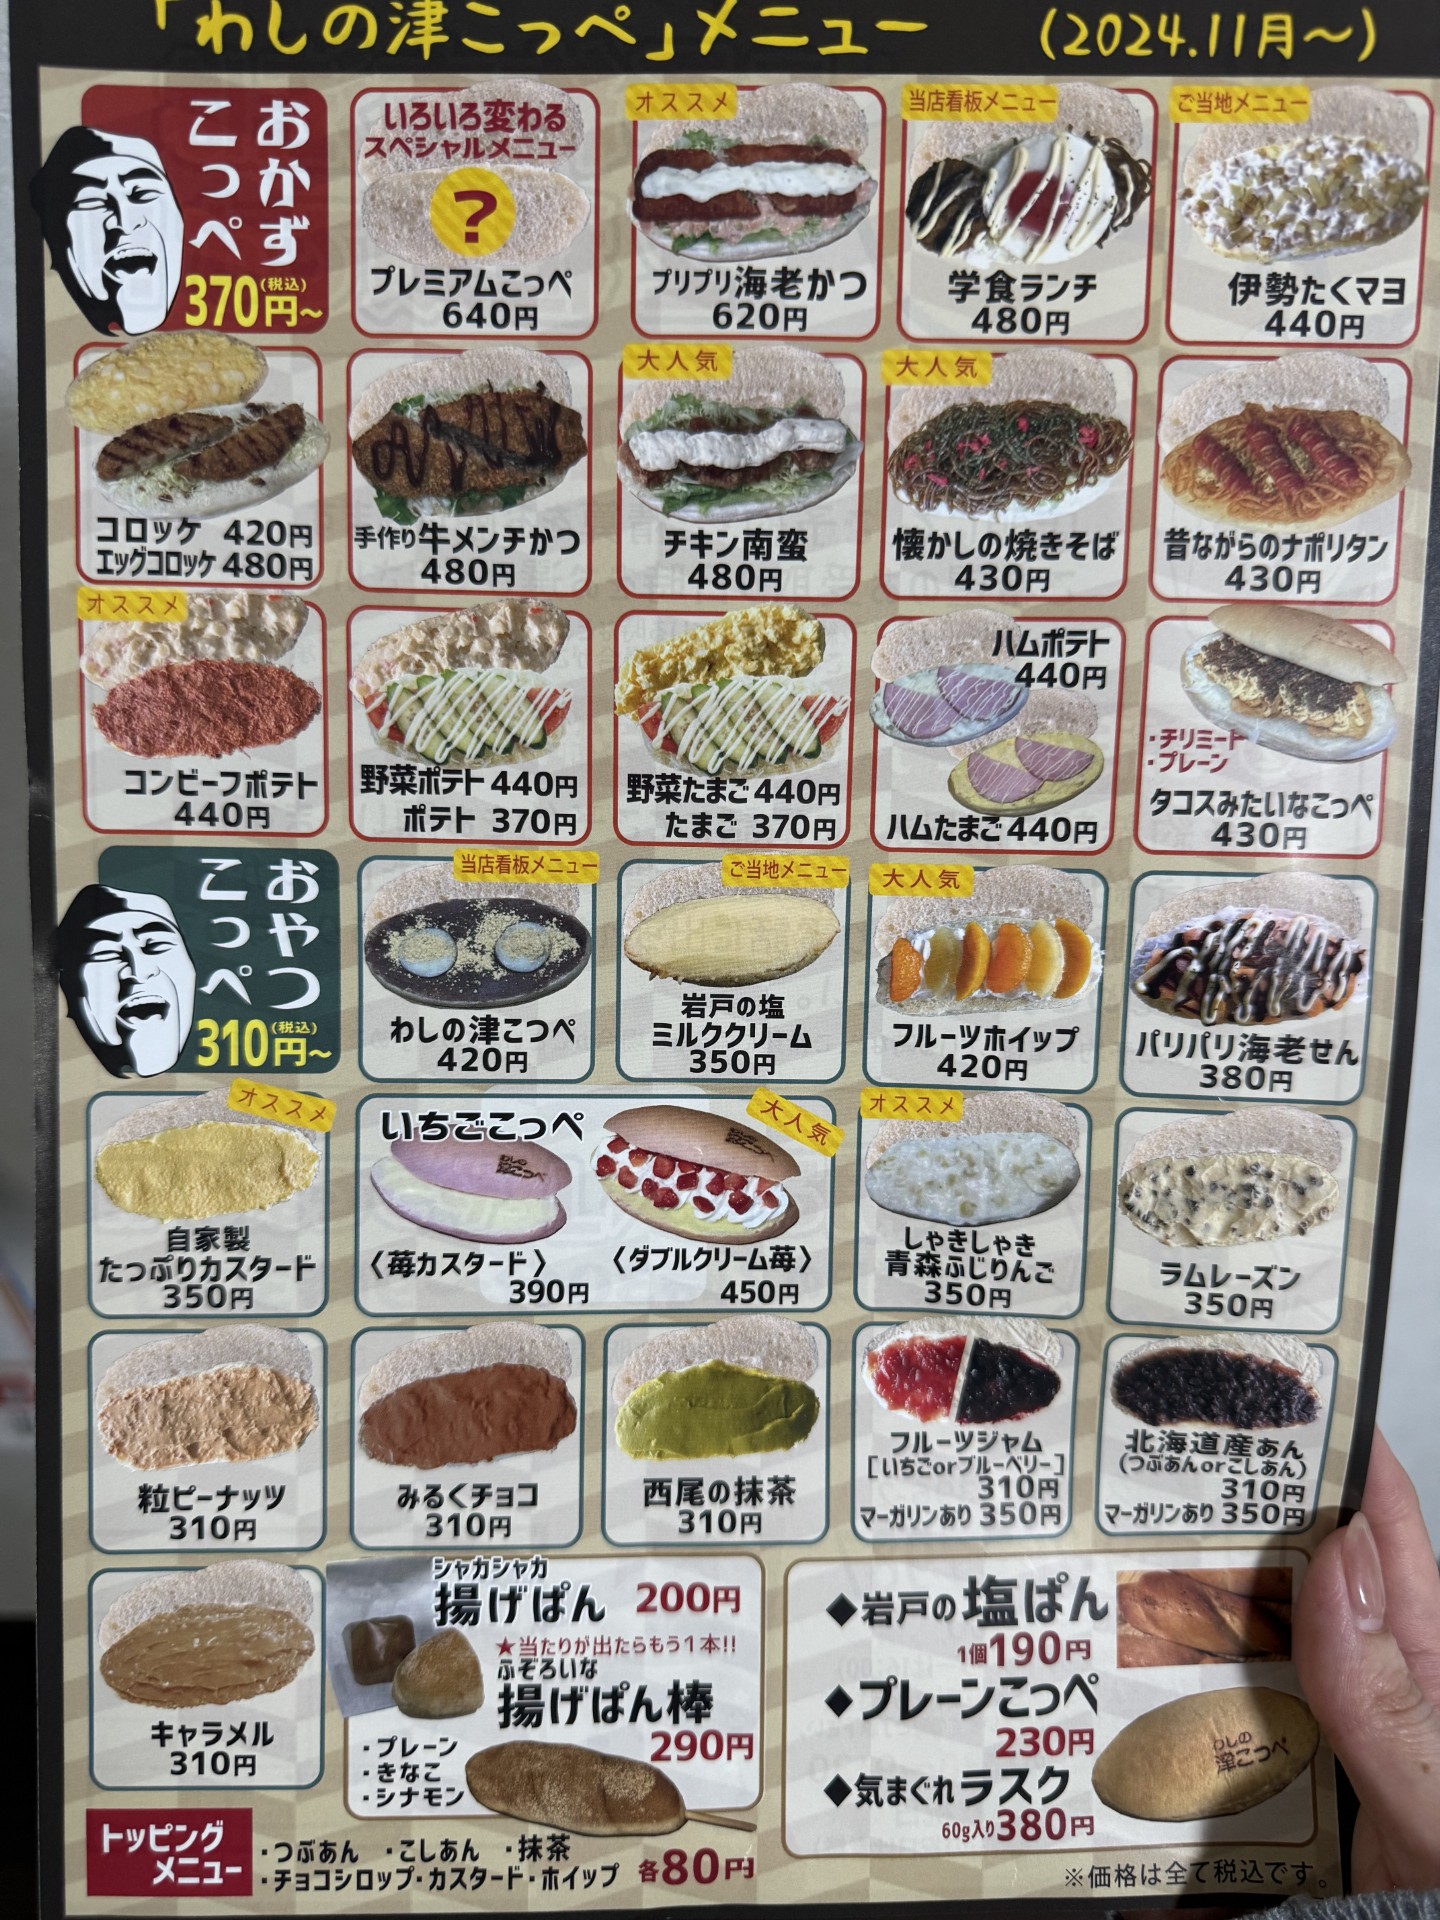 「わしの津こっぺ」メニュー (2024.11月〜)
おかず
こっぺ
370円〜
(税込)
いろいろ変わる
スペシャルメニュー
?
プレミアムこっぺ
640円
オススメ
プリプリ海老かつ
620円
当店看板メニュー
学食ランチ
480円
ご当地メニュー
伊勢たくマヨ
440円
コロッケ 420円
エッグコロッケ 480円
手作り牛メンチかつ
480円
大人気
チキン南蛮
480円
大人気
懐かしの焼きそば
430円
昔ながらのナポリタン
430円
オススメ
コンビーフポテト
440円
野菜ポテト 440円
ポテト 370円
野菜たまご 440円
たまご 370円
ハムポテト
440円
ハムたまご 440円
・チリミート
・プレーン
タコスみたいなこっぺ
430円
おやつ
こっぺ
310円〜
(税込)
当店看板メニュー
わしの津こっぺ
420円
ご当地メニュー
岩戸の塩
ミルククリーム
350円
大人気
フルーツホイップ
420円
パリパリ海老せん
380円
オススメ
自家製
たっぷりカスタード
350円
いちごこっぺ
大人気
わしの
津こっぺ
〈苺カスタード〉
390円
〈ダブルクリーム苺〉
450円
オススメ
しゃきしゃき
青森ふじりんご
350円
ラムレーズン
350円
粒ピーナッツ
310円
みるくチョコ
310円
西尾の抹茶
310円
フルーツジャム
[いちごorブルーベリー]
310円
マーガリンあり 350円
北海道産あん
(つぶあんorこしあん)
310円
マーガリンあり 350円
キャラメル
310円
シャカシャカ
揚げぱん 200円
★当たりが出たらもう1本!!
ふぞろいな
揚げぱん棒
290円
・プレーン
・きなこ
・シナモン
◆岩戸の塩ぱん
1個190円
◆プレーンこっぺ
230円
わしの
津こっぺ
◆気まぐれラスク
60g入り380円
トッピング
メニュー
・つぶあん ・こしあん ・抹茶
・チョコシロップ・カスタード・ホイップ 各80円
※価格は全て税込です。